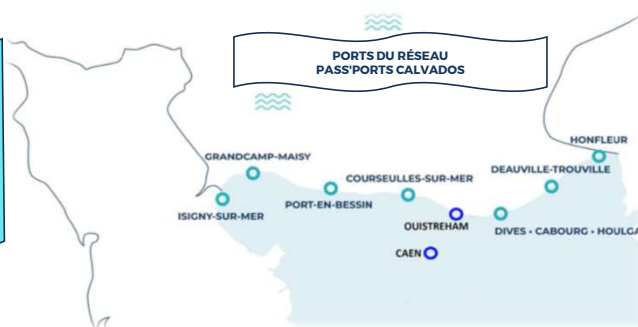 PORTS DU RÉSEAU
PASS'PORTS CALVADOS
HONFLEUR
GRANDCAMP-MAISY
DEAUVILLE-TROUVILLE
COURSEULLES-SUR-MER
PORT-EN-BESSIN
ISIGNY-SUR-MER
OUISTREHAM
DIVES • CABOURG • HOULGA
CAEN